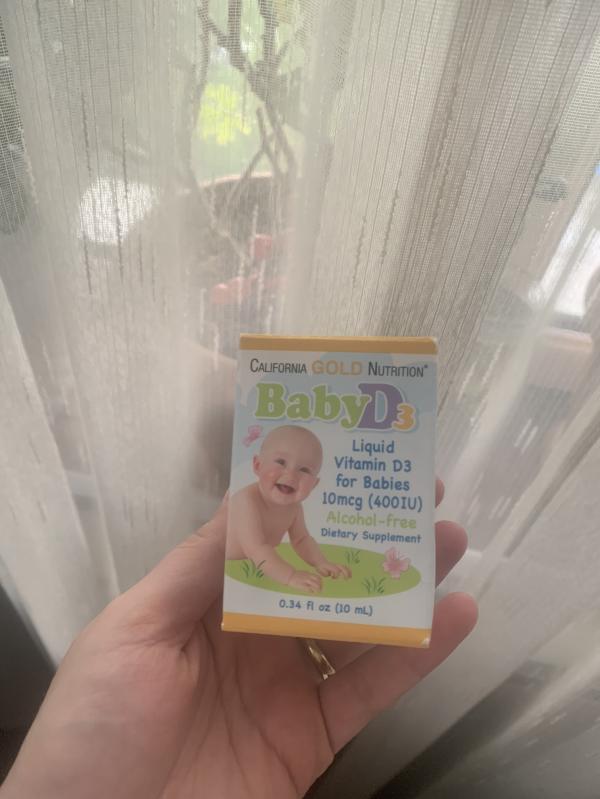 CALIFORNIA GOLD NUTRITION®
BabyD3
Liquid
Vitamin D3
for Babies
10mcg (400IU)
Alcohol-free
Dietary Supplement
0.34 fl oz (10 mL)